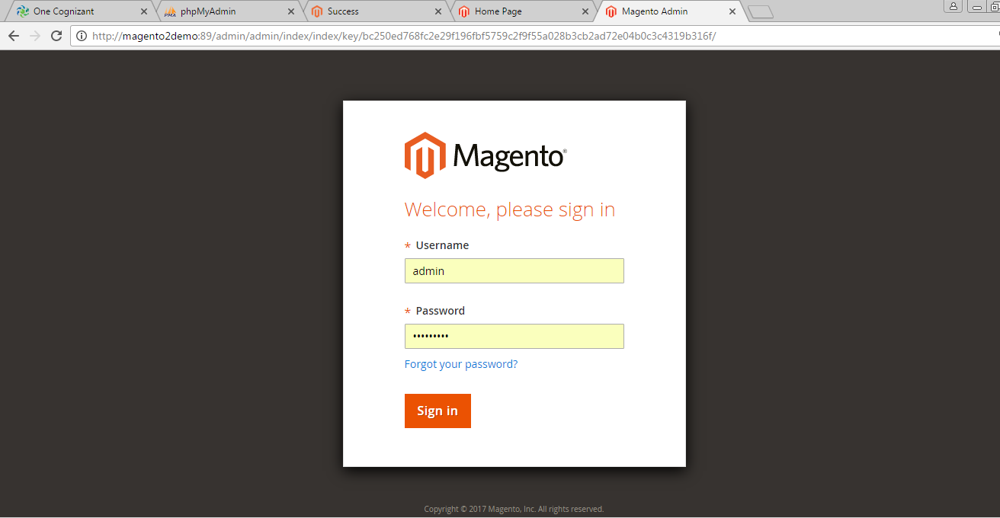 One Cognizant
phpMyAdmin
Success
Home Page
Magento Admin
http://magento2demo:89/admin/admin/index/index/key/bc250ed768fc2e29f196fbf5759c2f9f55a028b3cb2ad72e04b0c3c4319b316f/
Magento®
Welcome, please sign in
* Username
admin
* Password
•••••••••
Forgot your password?
Sign in
Copyright © 2017 Magento, Inc. All rights reserved.